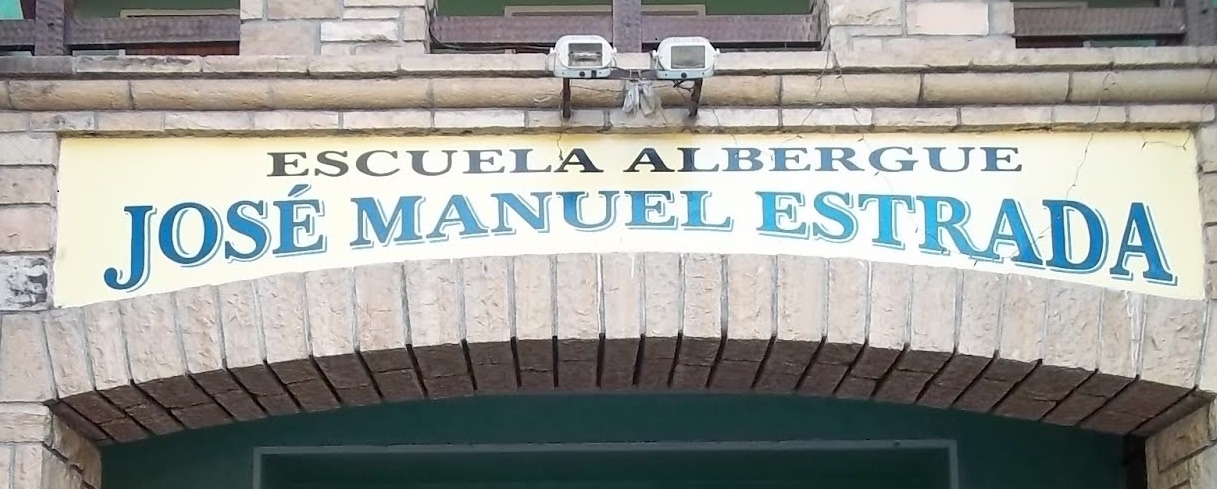 ESCUELA ALBERGUE
JOSÉ MANUEL ESTRADA